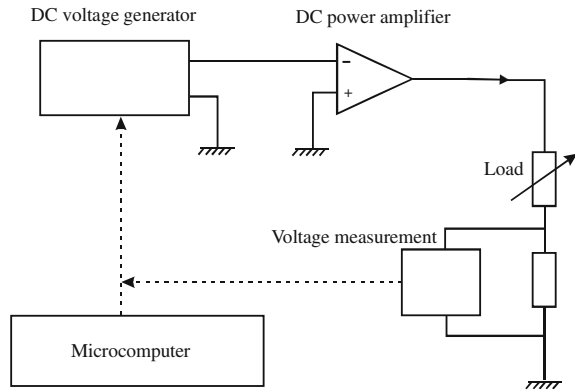 DC voltage generator
DC power amplifier
−
+
Load
Voltage measurement
Microcomputer